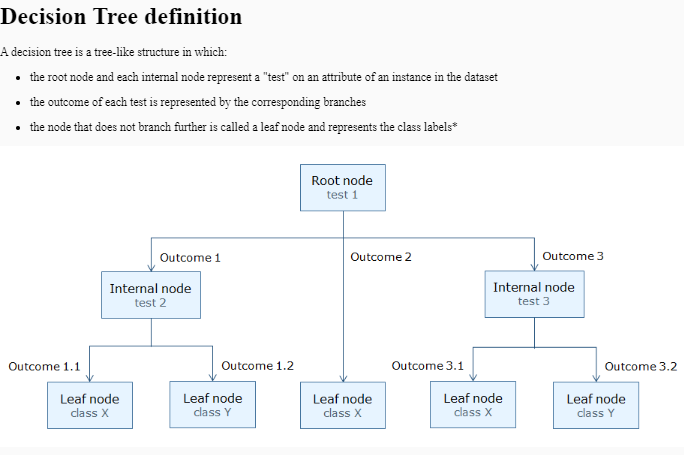 Decision Tree definition
A decision tree is a tree-like structure in which:
• the root node and each internal node represent a "test" on an attribute of an instance in the dataset
• the outcome of each test is represented by the corresponding branches
• the node that does not branch further is called a leaf node and represents the class labels*
Root node
test 1
Outcome 1
Outcome 2
Outcome 3
Internal node
test 2
Internal node
test 3
Outcome 1.1
Outcome 1.2
Outcome 3.1
Outcome 3.2
Leaf node
class X
Leaf node
class Y
Leaf node
class X
Leaf node
class X
Leaf node
class Y